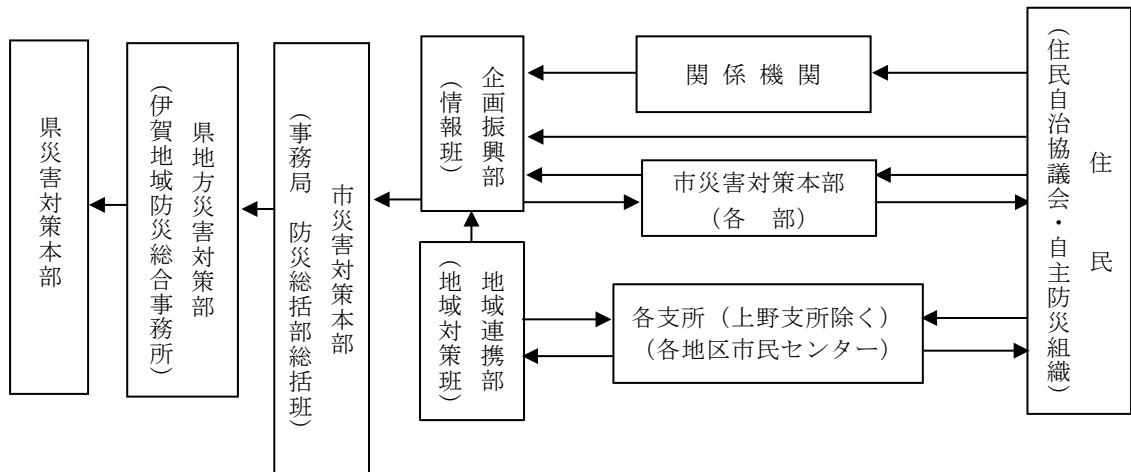 県災害対策本部
県地方災害対策部
(伊賀地域防災総合事務所)
市災害対策本部
(事務局 防災総括部総括班)
企画振興部
(情報班)
地域連携部
(地域対策班)
関係機関
市災害対策本部
(各 部)
各支所(上野支所除く)
(各地区市民センター)
住民
(住民自治協議会・自主防災組織)